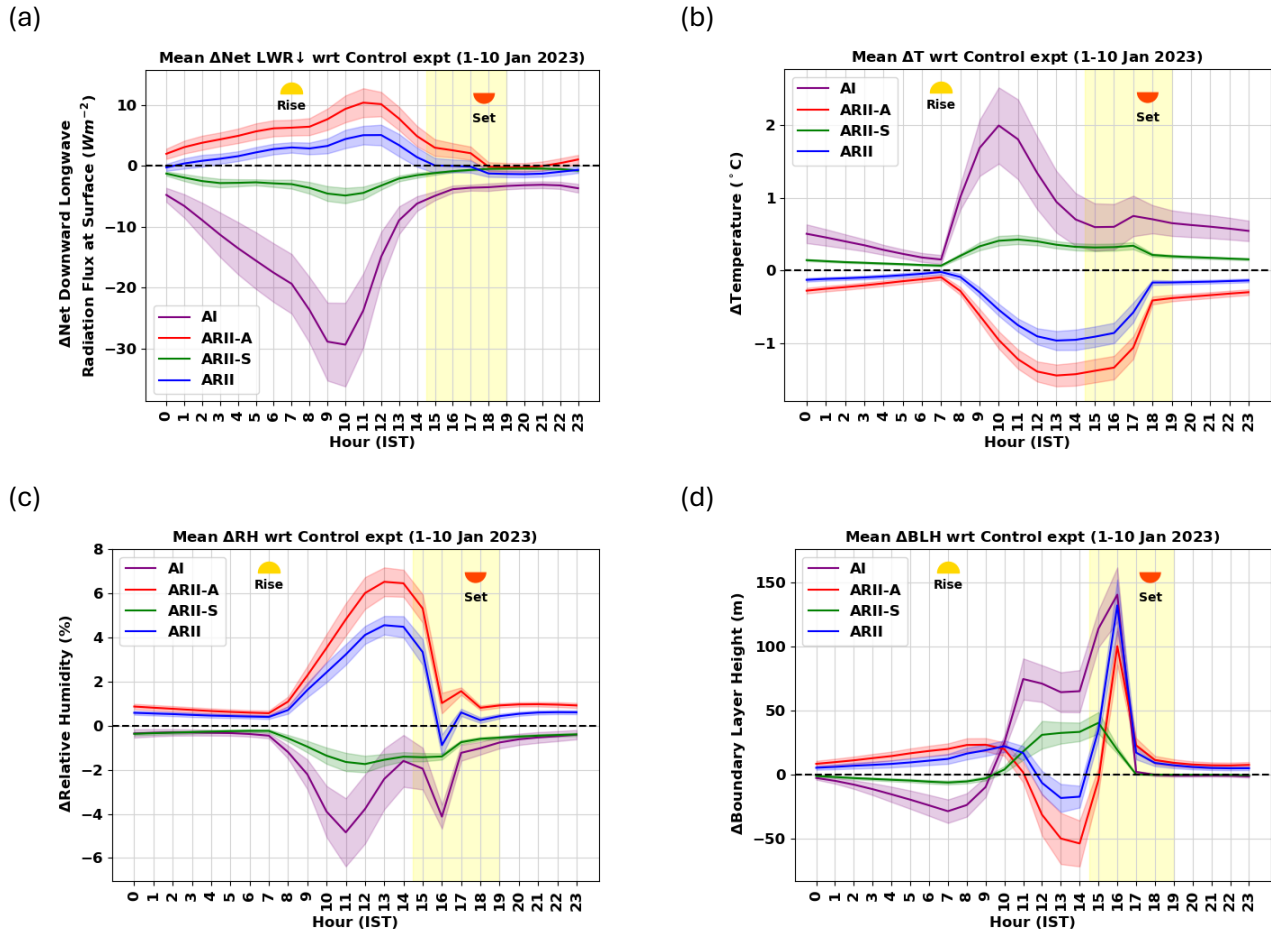 (a)
Mean ΔNet LWR↓ wrt Control expt (1-10 Jan 2023)
ΔNet Downward Longwave
Radiation Flux at Surface (Wm⁻²)
10
0
−10
−20
−30
Rise
Set
AI
ARII-A
ARII-S
ARII
0 1 2 3 4 5 6 7 8 9 10 11 12 13 14 15 16 17 18 19 20 21 22 23
Hour (IST)
(b)
Mean ΔT wrt Control expt (1-10 Jan 2023)
ΔTemperature (°C)
2
1
0
−1
AI
ARII-A
ARII-S
ARII
Rise
Set
0 1 2 3 4 5 6 7 8 9 10 11 12 13 14 15 16 17 18 19 20 21 22 23
Hour (IST)
(c)
Mean ΔRH wrt Control expt (1-10 Jan 2023)
ΔRelative Humidity (%)
8
6
4
2
0
−2
−4
−6
AI
ARII-A
ARII-S
ARII
Rise
Set
0 1 2 3 4 5 6 7 8 9 10 11 12 13 14 15 16 17 18 19 20 21 22 23
Hour (IST)
(d)
Mean ΔBLH wrt Control expt (1-10 Jan 2023)
ΔBoundary Layer Height (m)
150
100
50
0
−50
AI
ARII-A
ARII-S
ARII
Rise
Set
0 1 2 3 4 5 6 7 8 9 10 11 12 13 14 15 16 17 18 19 20 21 22 23
Hour (IST)